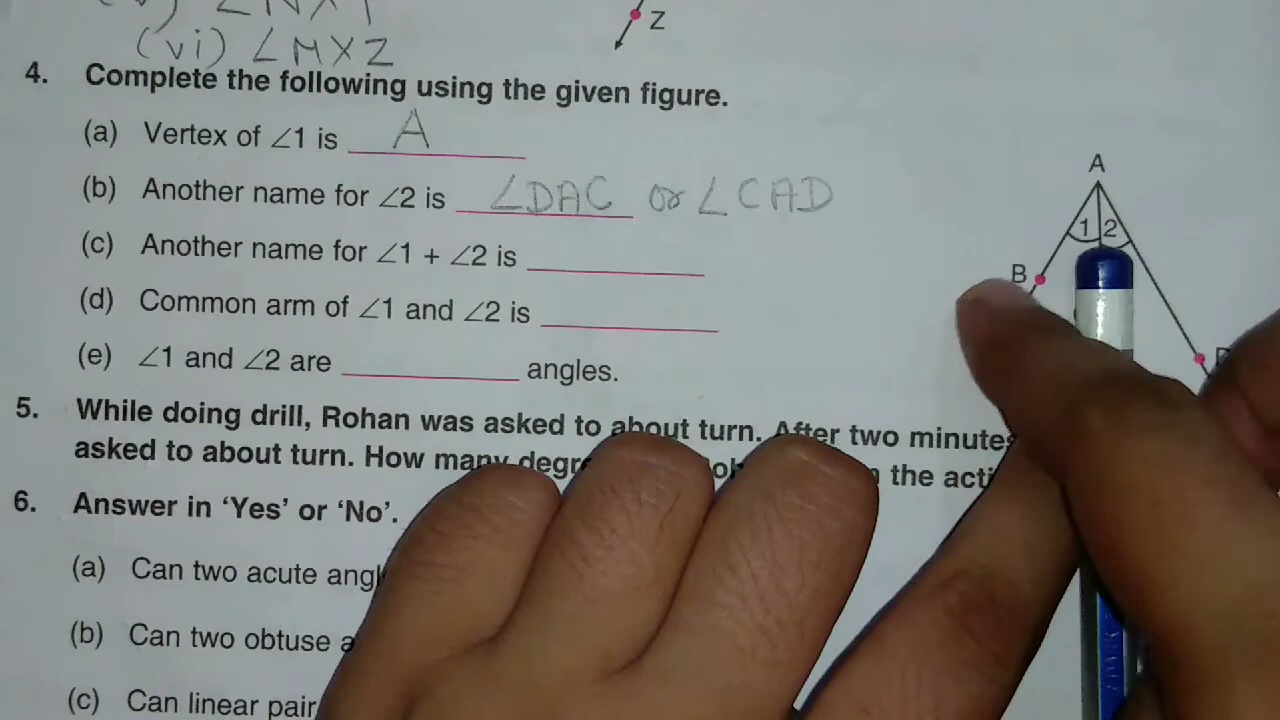 (vi) ∠MXZ
Z
4. Complete the following using the given figure.
(a) Vertex of ∠1 is A
(b) Another name for ∠2 is ∠DAC or ∠CAD
(c) Another name for ∠1 + ∠2 is
(d) Common arm of ∠1 and ∠2 is
(e) ∠1 and ∠2 are ________ angles.
A
1 2
B
5. While doing drill, Rohan was asked to about turn. After two minutes
asked to about turn. How many the
6. Answer in ‘Yes’ or ‘No’.
(a) Can two acute
(b) Can two obtuse
(c) Can linear pair